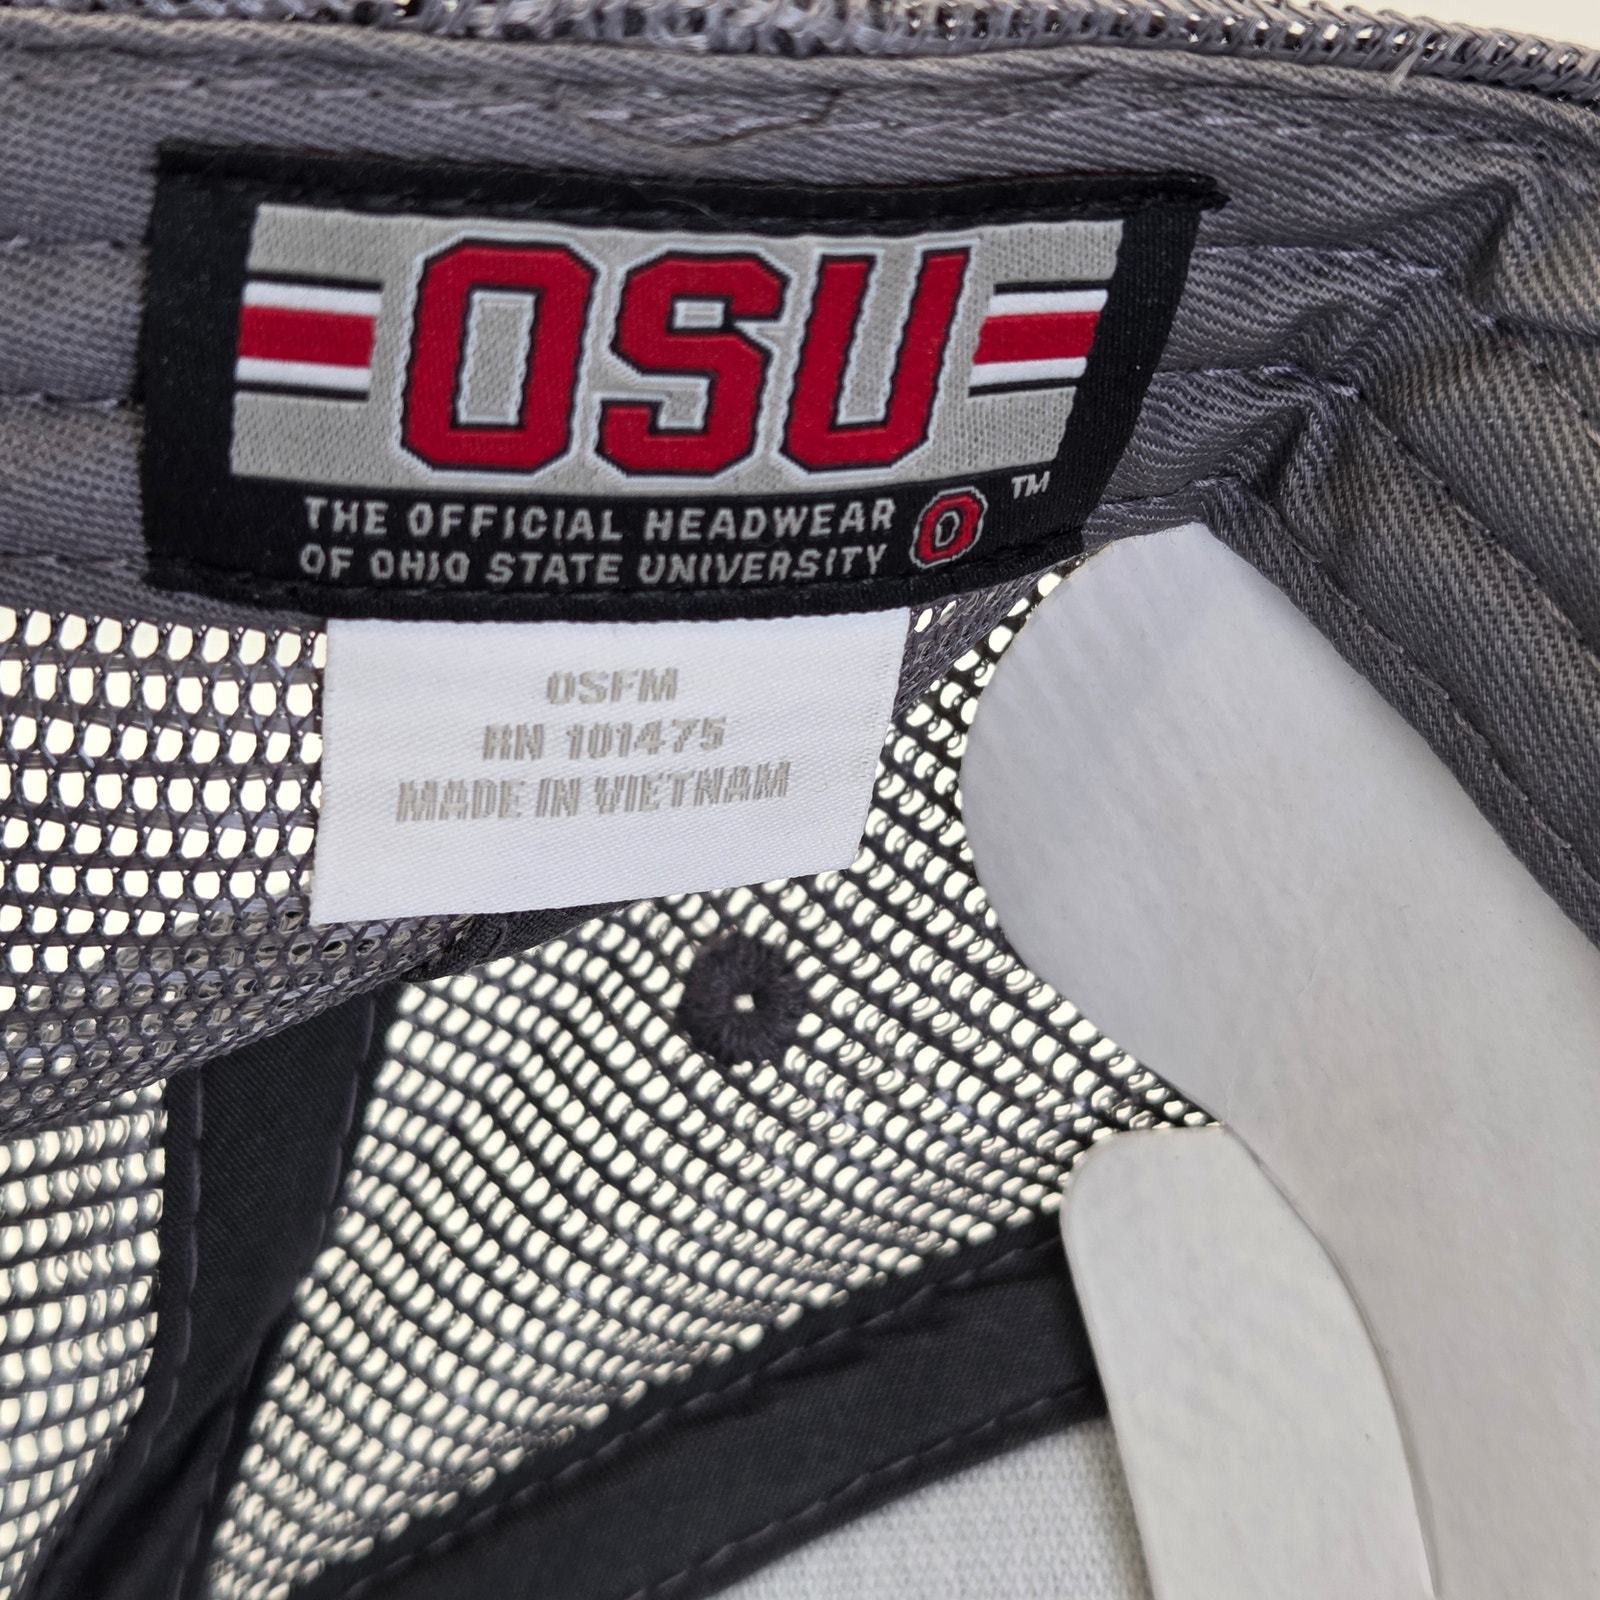 OSU
THE OFFICIAL HEADWEAR
OF OHIO STATE UNIVERSITY
O
TM
OSFM
RN 101475
MADE IN VIETNAM